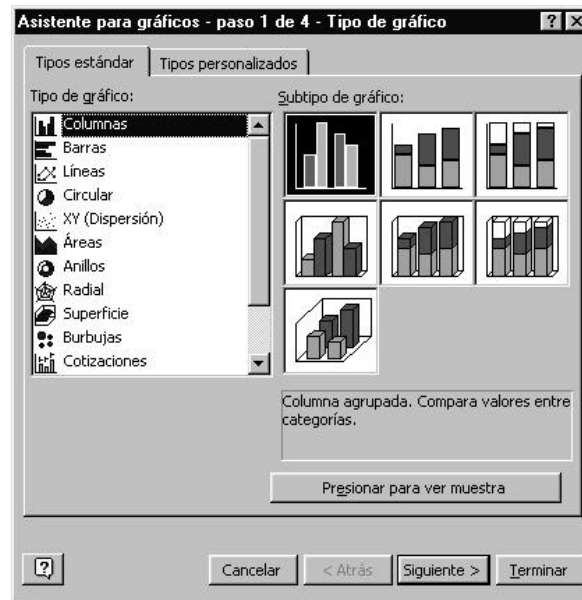 Asistente para gráficos - paso 1 de 4 - Tipo de gráfico
Tipos estándar
Tipos personalizados
Tipo de gráfico:
Columnas
Barras
Líneas
Circular
XY (Dispersión)
Áreas
Anillos
Radial
Superficie
Burbujas
Cotizaciones
Subtipo de gráfico:
Columna agrupada. Compara valores entre
categorías.
Presionar para ver muestra
Cancelar
< Atrás
Siguiente >
Terminar